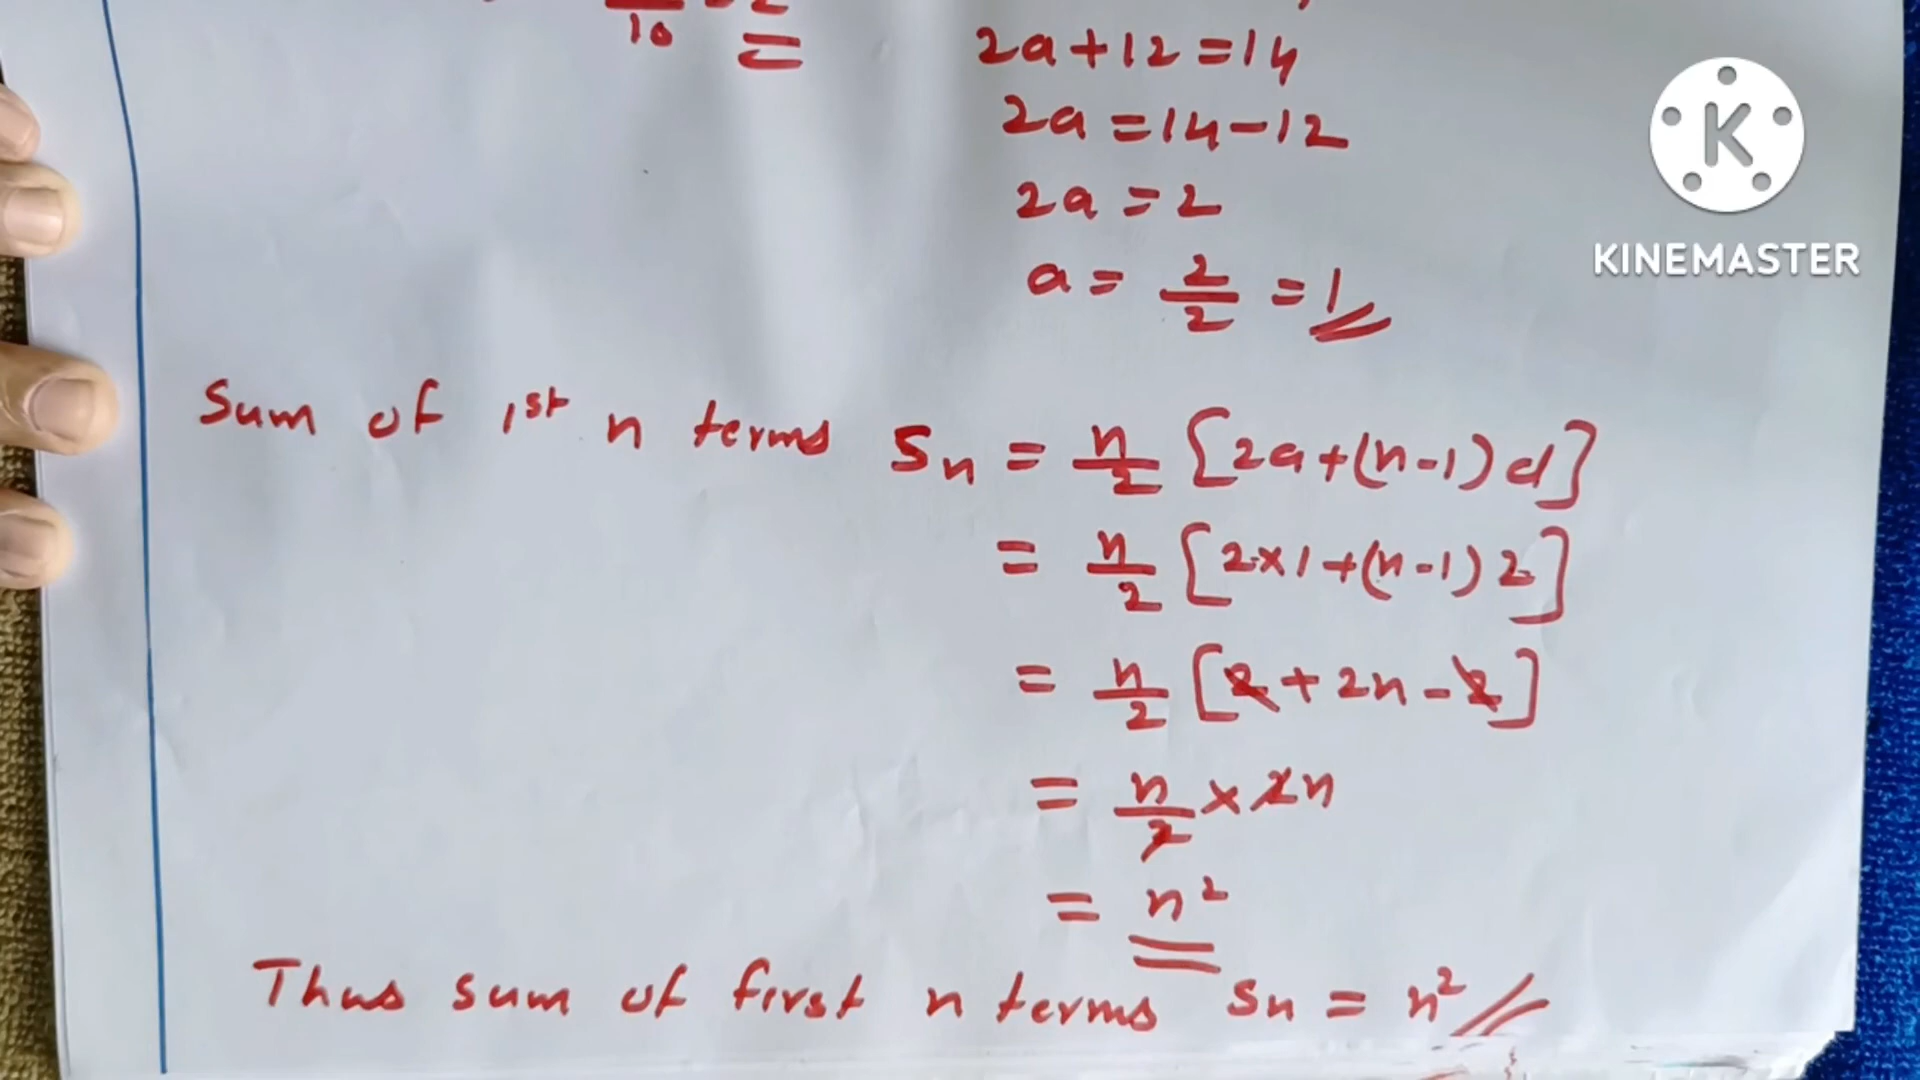 10
2a+12=14
2a=14-12
2a=2
a= 2/2 =1
K
KINEMASTER
Sum of 1st n terms Sn = n/2 [2a+(n-1)d]
= n/2 [2×1+(n-1)2]
= n/2 [2+2n-2]
= n/2 × 2n
= n²
Thus sum of first n terms Sn = n²